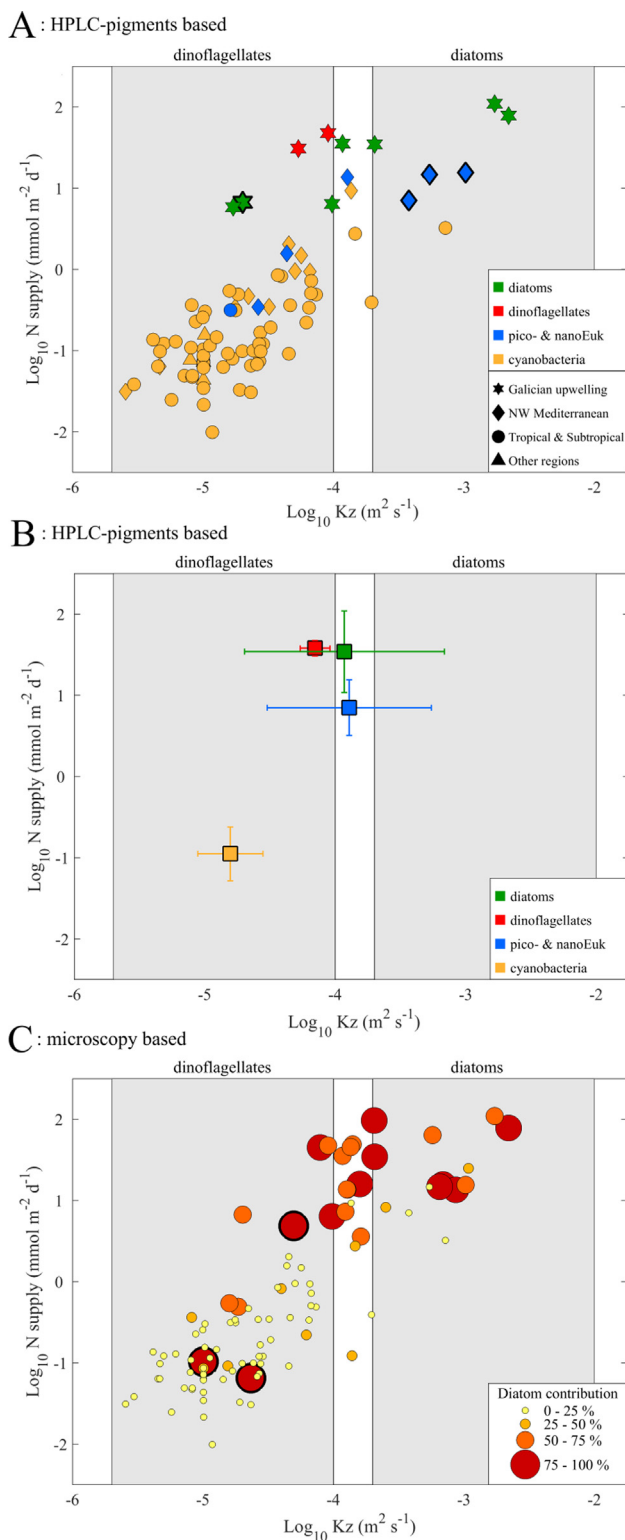 A : HPLC-pigments based
dinoflagellates diatoms
2
1
0
-1
-2
Log10 N supply (mmol m-2 d-1)
diatoms
dinoflagellates
pico- & nanoEuk
cyanobacteria
Galician upwelling
NW Mediterranean
Tropical & Subtropical
Other regions
-6 -5 -4 -3 -2
Log10 Kz (m2 s-1)
B : HPLC-pigments based
dinoflagellates diatoms
2
1
0
-1
-2
Log10 N supply (mmol m-2 d-1)
diatoms
dinoflagellates
pico- & nanoEuk
cyanobacteria
-6 -5 -4 -3 -2
Log10 Kz (m2 s-1)
C : microscopy based
dinoflagellates diatoms
2
1
0
-1
-2
Log10 N supply (mmol m-2 d-1)
Diatom contribution
0 - 25 %
25 - 50 %
50 - 75 %
75 - 100 %
-6 -5 -4 -3 -2
Log10 Kz (m2 s-1)